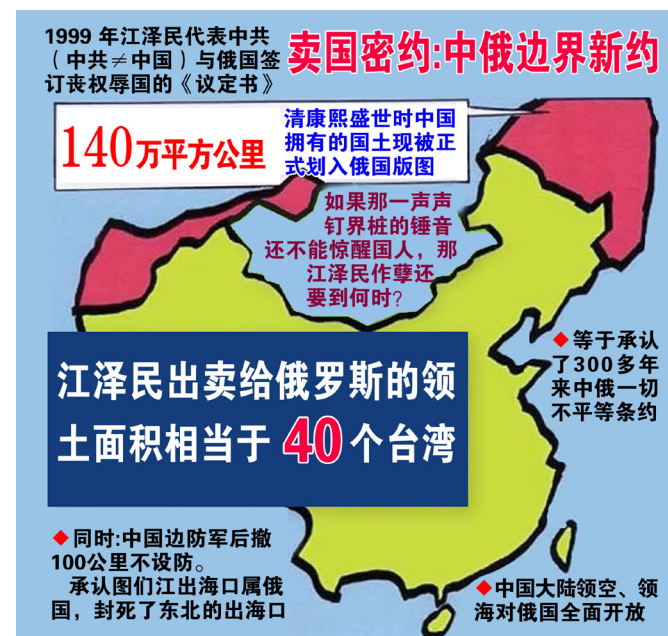 1999 年江泽民代表中共
（中共≠中国）与俄国签
订丧权辱国的《议定书》
卖国密约:中俄边界新约
140万平方公里
清康熙盛世时中国
拥有的国土现被正
式划入俄国版图
如果那一声声
钉界桩的锤音
还不能惊醒国人，那
江泽民作孽还
要到何时？
江泽民出卖给俄罗斯的领
土面积相当于 40 个台湾
◆等于承认
了300多年
来中俄一切
不平等条约
◆同时:中国边防军后撤
100公里不设防。
承认图们江出海口属俄
国，封死了东北的出海口
◆中国大陆领空、领
海对俄国全面开放